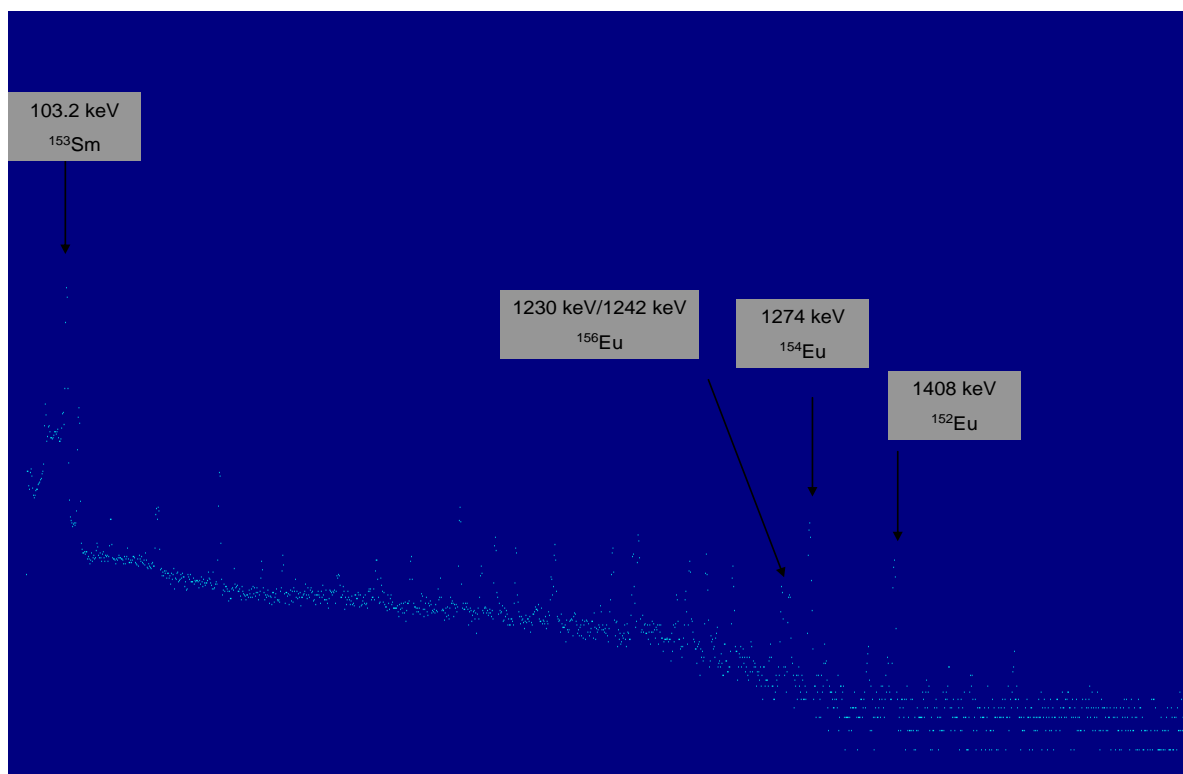 103.2 keV
¹⁵³Sm
1230 keV/1242 keV
¹⁵⁶Eu
1274 keV
¹⁵⁴Eu
1408 keV
¹⁵²Eu